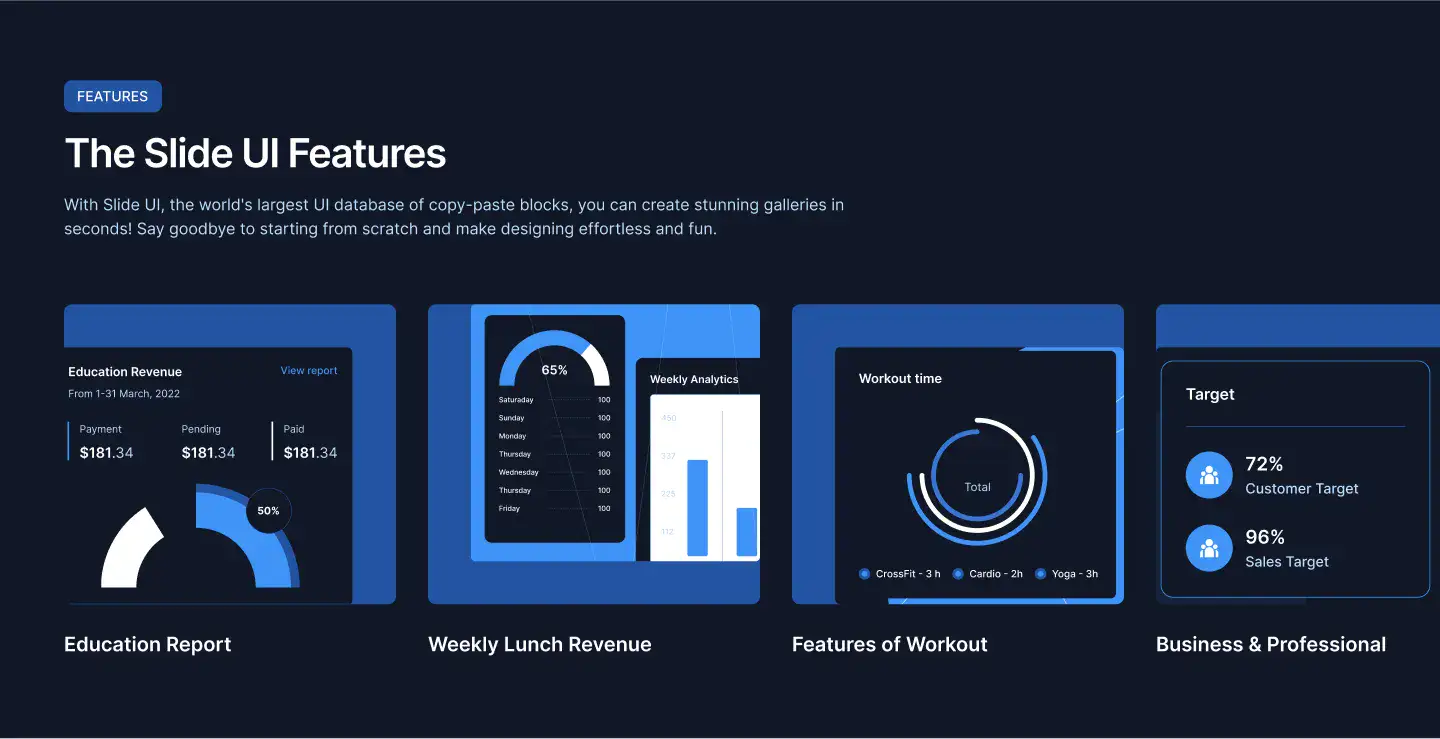 FEATURES
The Slide UI Features
With Slide UI, the world's largest UI database of copy-paste blocks, you can create stunning galleries in
seconds! Say goodbye to starting from scratch and make designing effortless and fun.
Education Revenue
View report
From 1-31 March, 2022
Payment
Pending
Paid
$181.34
$181.34
$181.34
50%
Education Report
65%
Saturaday 100
Sunday 100
Monday 100
Thursday 100
Wednesday 100
Thursday 100
Friday 100
Weekly Analytics
450
337
225
112
Weekly Lunch Revenue
Workout time
Total
CrossFit - 3 h
Cardio - 2h
Yoga - 3h
Features of Workout
Target
72%
Customer Target
96%
Sales Target
Business & Professional